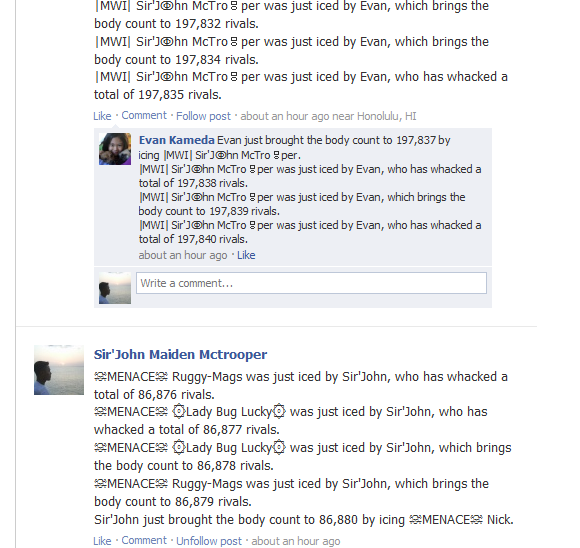 |MWI| Sir'Jↂhn McTro🎖per was just iced by Evan, which brings the
body count to 197,832 rivals.
|MWI| Sir'Jↂhn McTro🎖per was just iced by Evan, which brings the
body count to 197,834 rivals.
|MWI| Sir'Jↂhn McTro🎖per was just iced by Evan, who has whacked a
total of 197,835 rivals.
Like · Comment · Follow post · about an hour ago near Honolulu, HI
Evan Kameda Evan just brought the body count to 197,837 by
icing |MWI| Sir'Jↂhn McTro🎖per.
|MWI| Sir'Jↂhn McTro🎖per was just iced by Evan, who has whacked a
total of 197,838 rivals.
|MWI| Sir'Jↂhn McTro🎖per was just iced by Evan, which brings the
body count to 197,839 rivals.
|MWI| Sir'Jↂhn McTro🎖per was just iced by Evan, who has whacked a
total of 197,840 rivals.
about an hour ago · Like
Write a comment...
Sir'John Maiden Mctrooper
MENACE Ruggy-Mags was just iced by Sir'John, who has whacked a
total of 86,876 rivals.
MENACE ۞Lady Bug Lucky۞ was just iced by Sir'John, who has
whacked a total of 86,877 rivals.
MENACE ۞Lady Bug Lucky۞ was just iced by Sir'John, which brings
the body count to 86,878 rivals.
MENACE Ruggy-Mags was just iced by Sir'John, which brings the
body count to 86,879 rivals.
Sir'John just brought the body count to 86,880 by icing MENACE Nick.
Like · Comment · Unfollow post · about an hour ago